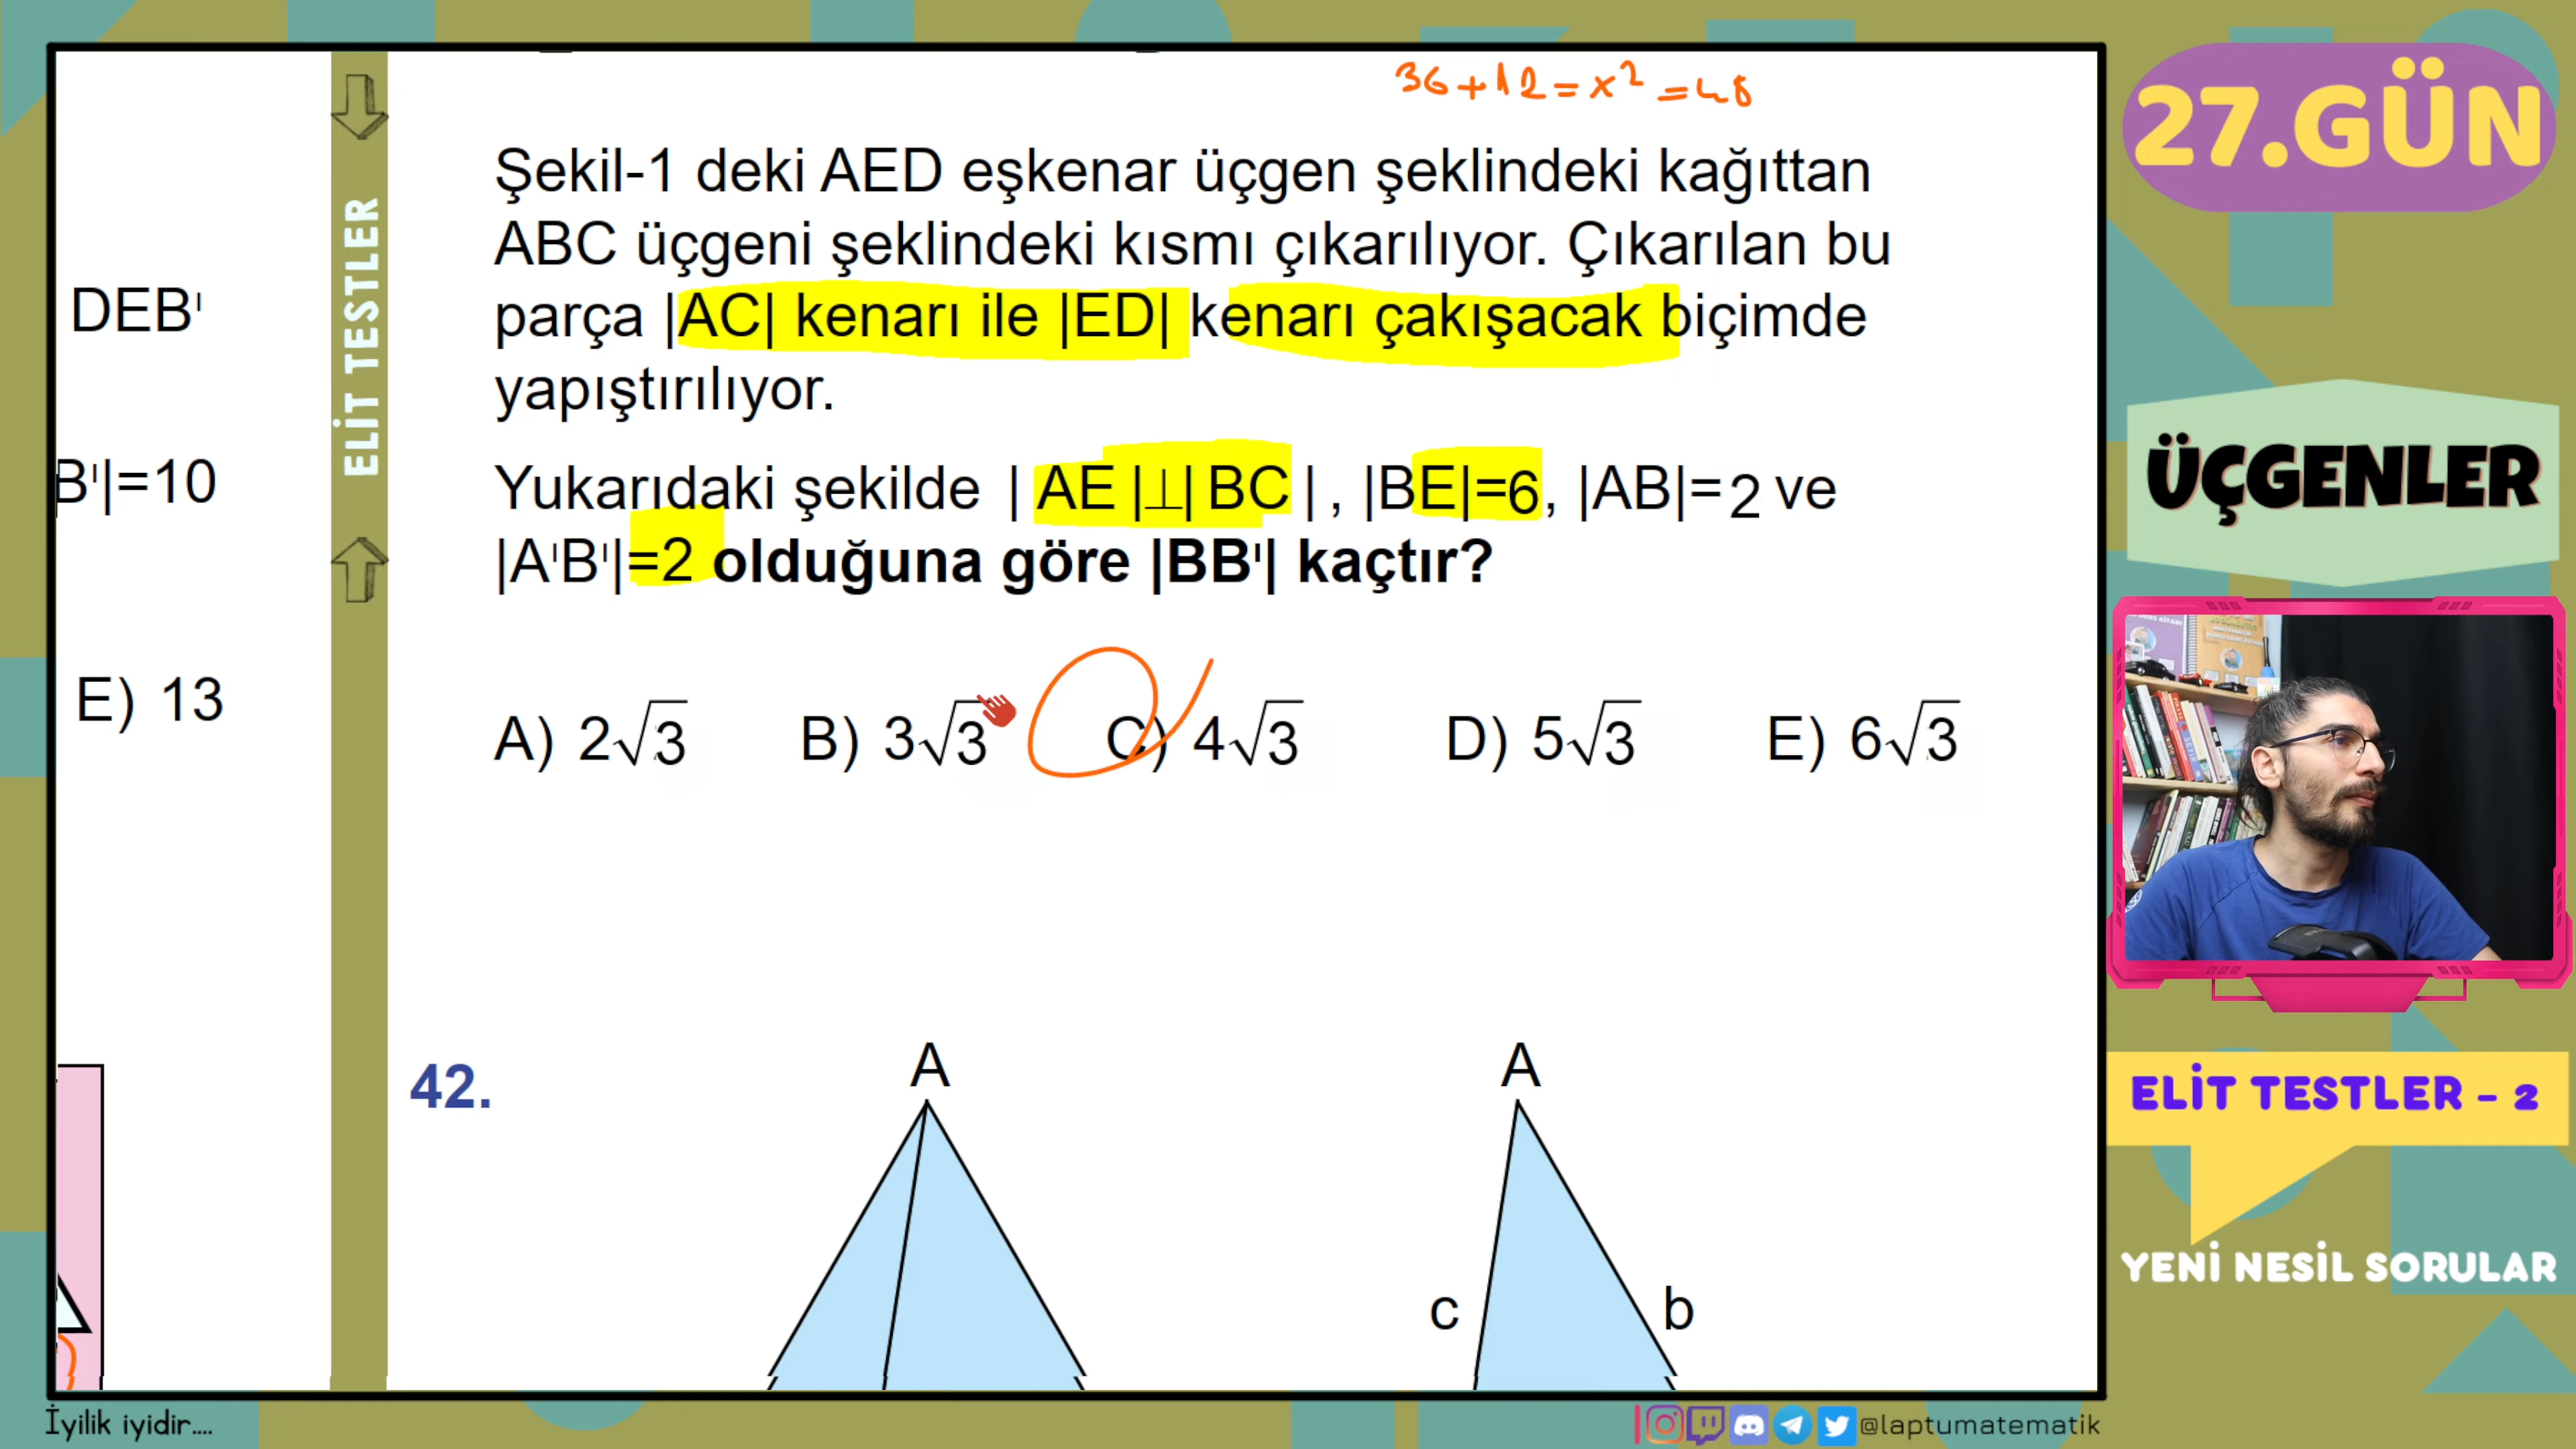 36+12=x²=48
Şekil-1 deki AED eşkenar üçgen şeklindeki kağıttan
ABC üçgeni şeklindeki kısmı çıkarılıyor. Çıkarılan bu
parça |AC| kenarı ile |ED| kenarı çakışacak biçimde
yapıştırılıyor.
Yukarıdaki şekilde | AE |⊥| BC | , |BE|=6, |AB|=2 ve
|A'B'|=2 olduğuna göre |BB'| kaçtır?
A) 2√3 B) 3√3 C) 4√3 D) 5√3 E) 6√3
42.
A
A
c
b
DEB'
B'|=10
E) 13
ELİT TESTLER
27.GÜN
ÜÇGENLER
ELİT TESTLER - 2
YENİ NESİL SORULAR
İyilik iyidir....
@laptumatematik